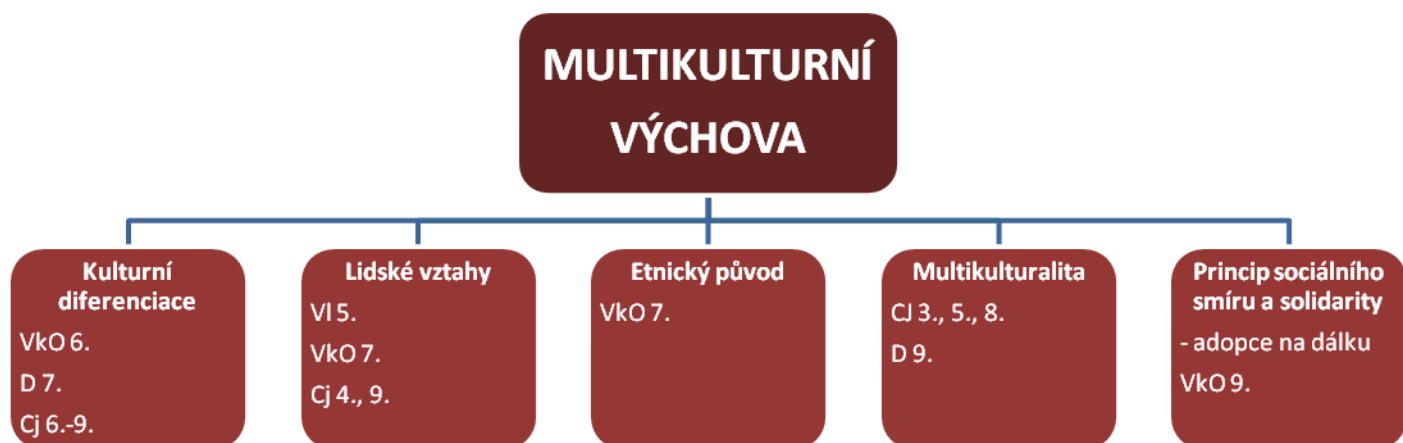 MULTIKULTURNÍ
VÝCHOVA
Kulturní
diferenciace
VkO 6.
D 7.
Cj 6.-9.
Lidské vztahy
Vl 5.
VkO 7.
Cj 4., 9.
Etnický původ
VkO 7.
Multikulturalita
CJ 3., 5., 8.
D 9.
Princip sociálního
smíru a solidarity
- adopce na dálku
VkO 9.